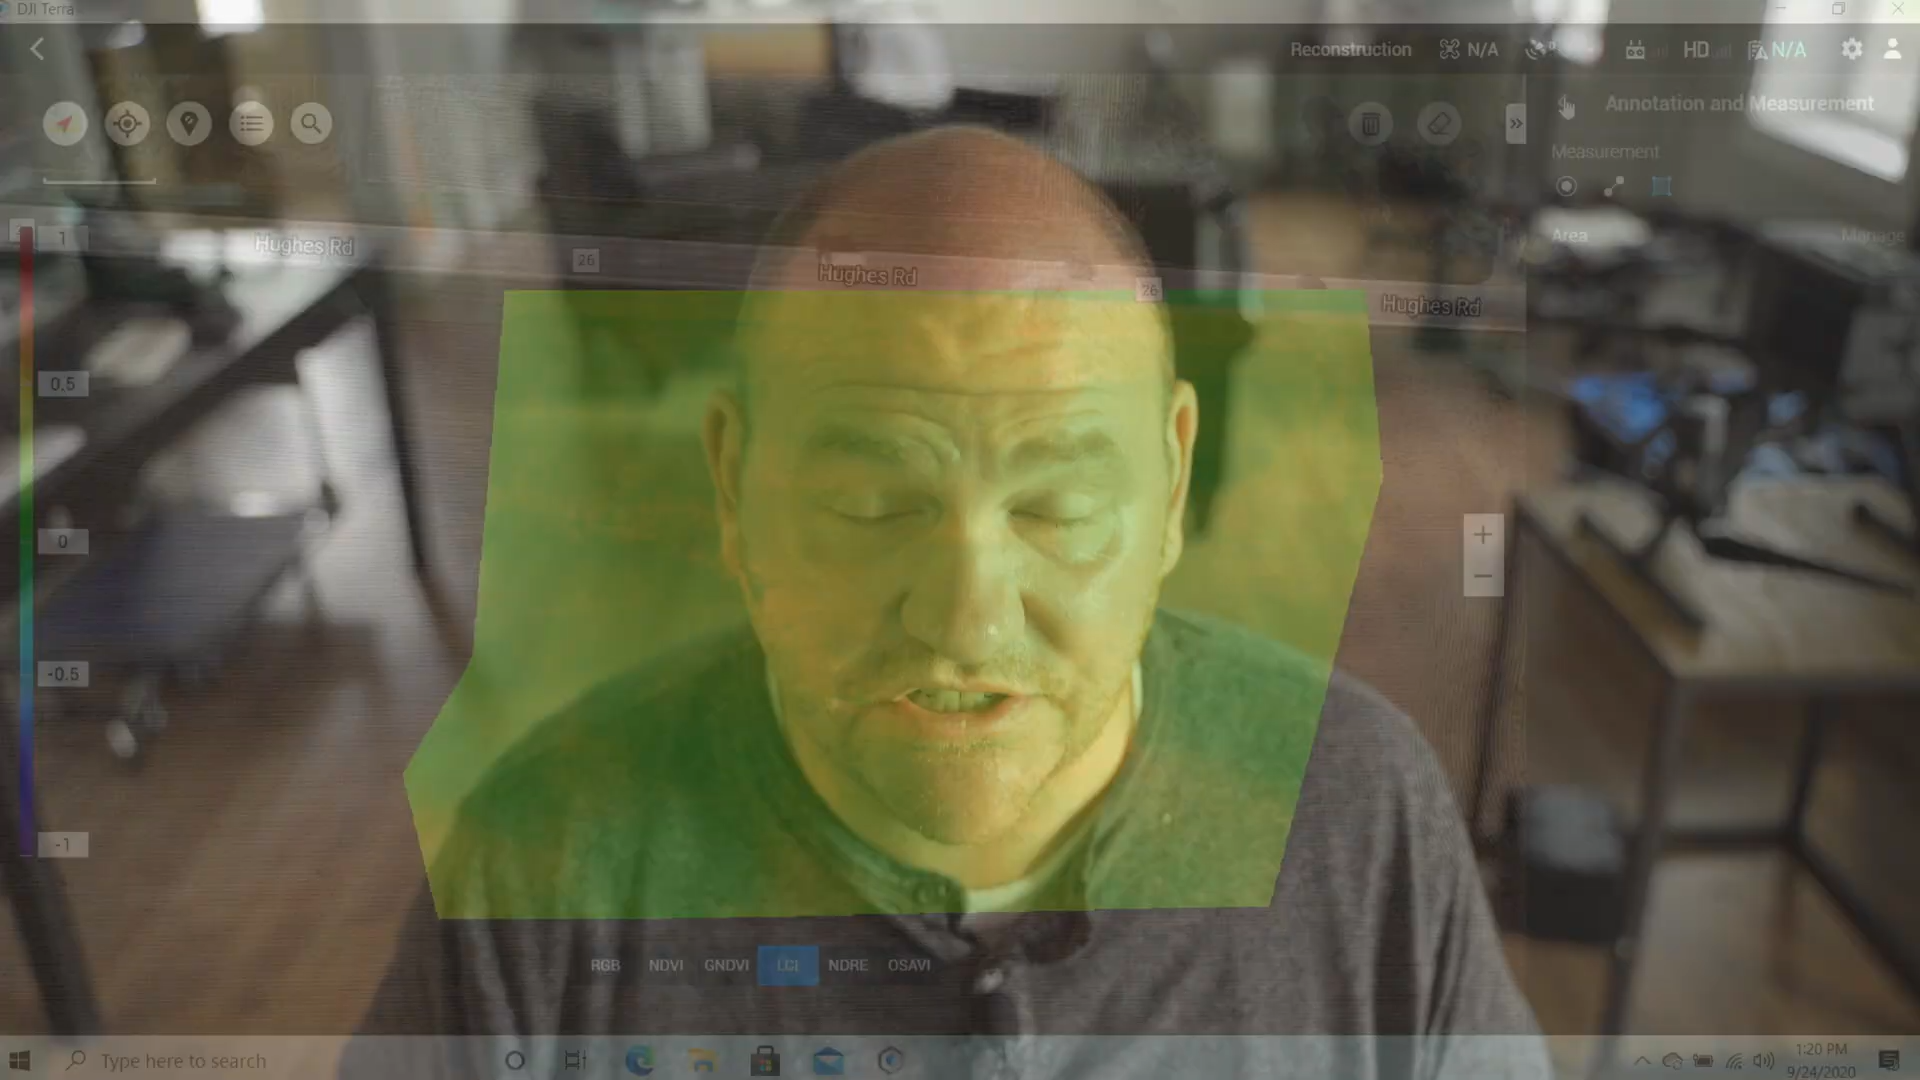 DJI Terra
Reconstruction
N/A
HD
N/A
Annotation and Measurement
Measurement
Area
Manage
Hughes Rd
26
Hughes Rd
26
Hughes Rd
1
0.5
0
-0.5
-1
+
−
RGB
NDVI
GNDVI
LCI
NDRE
OSAVI
Type here to search
1:20 PM
9/24/2020